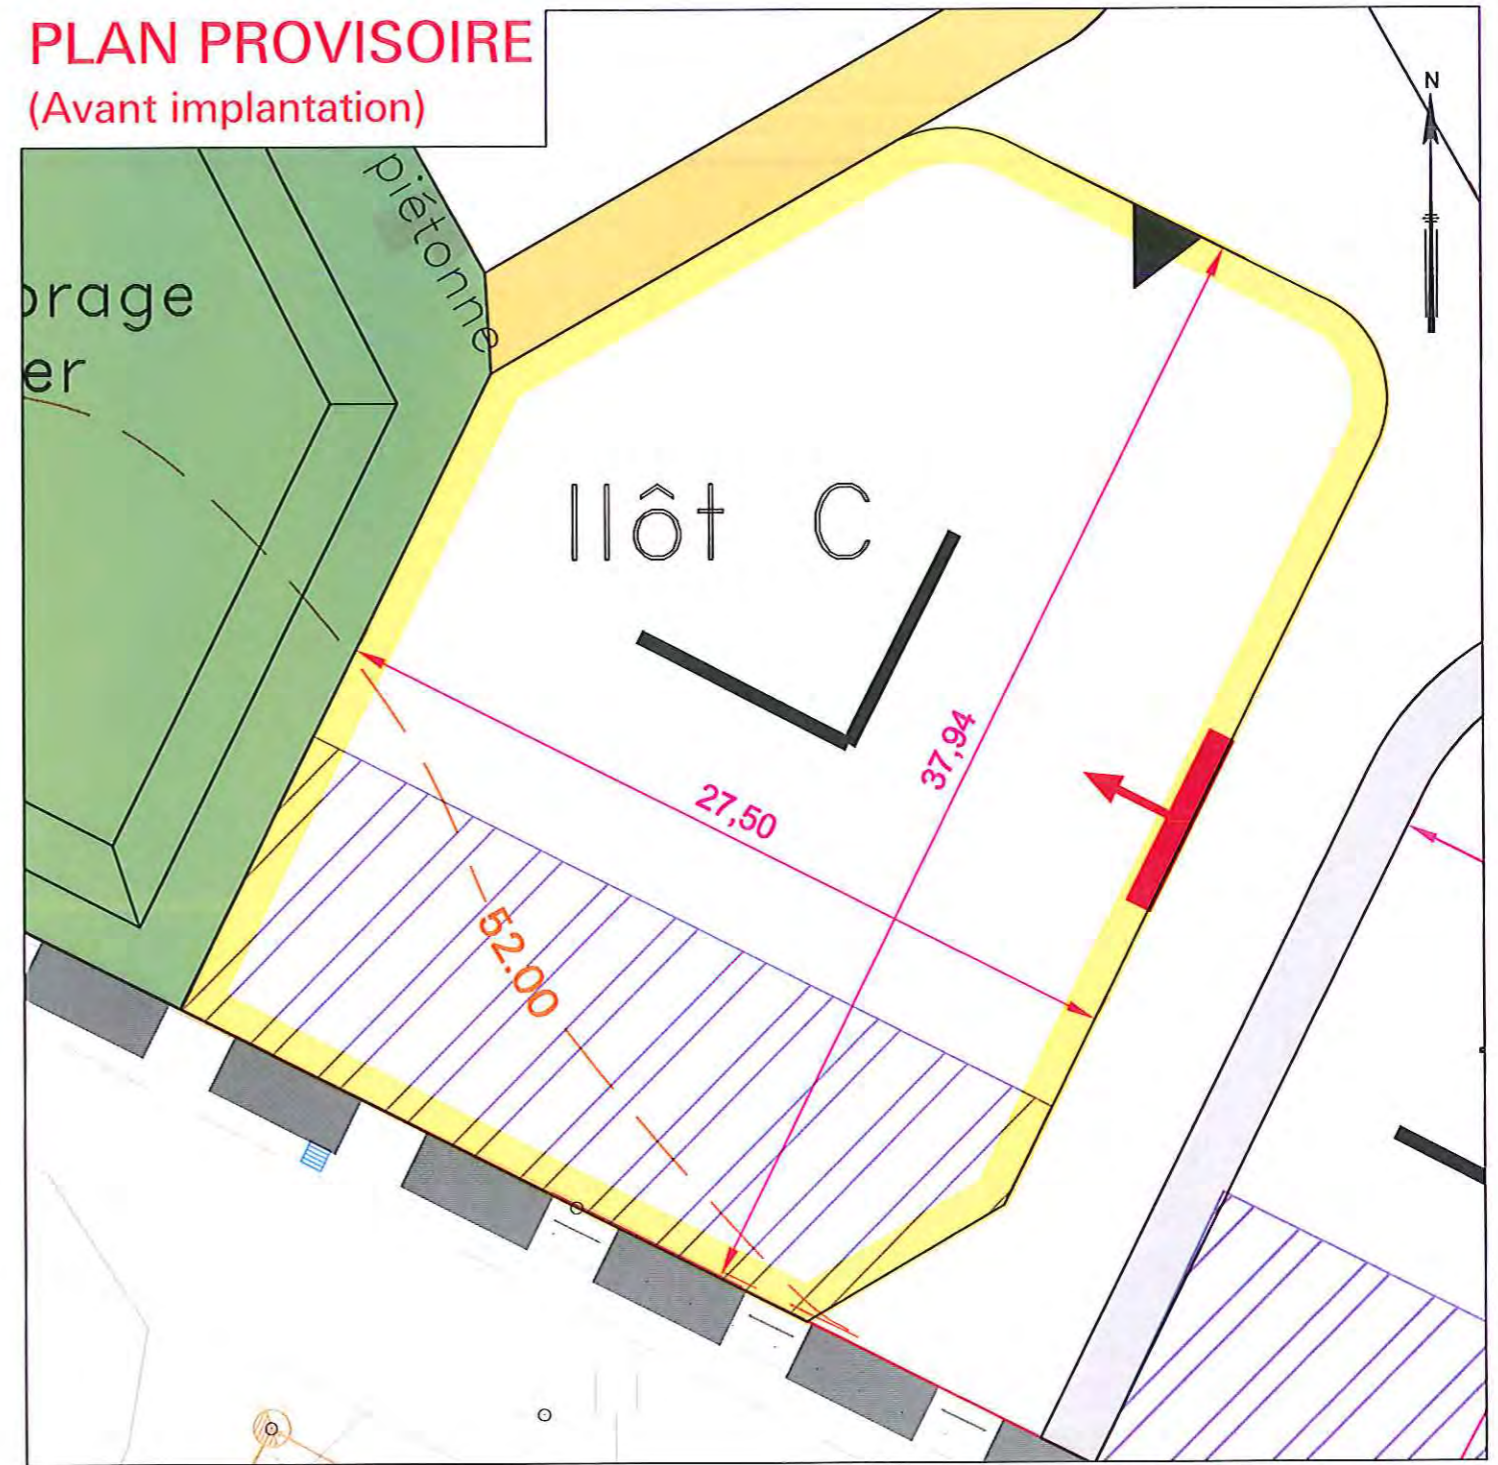 PLAN PROVISOIRE
(Avant implantation)
N
piétonne
orage
er
Ilôt C
37,94
27,50
52.00